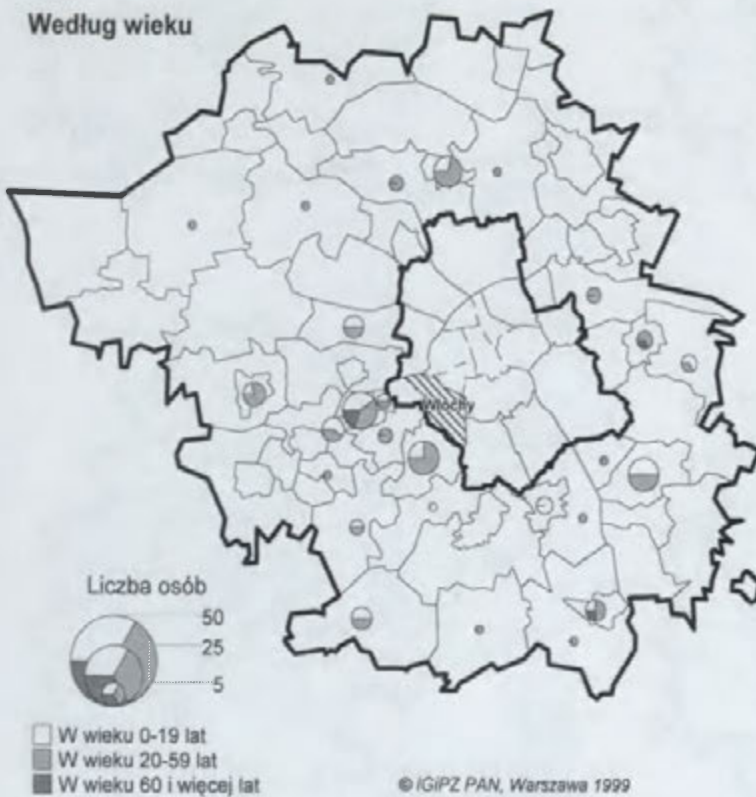 Według wieku
Włochy
Liczba osób
50
25
5
W wieku 0-19 lat
W wieku 20-59 lat
W wieku 60 i więcej lat
© IGiPZ PAN, Warszawa 1999